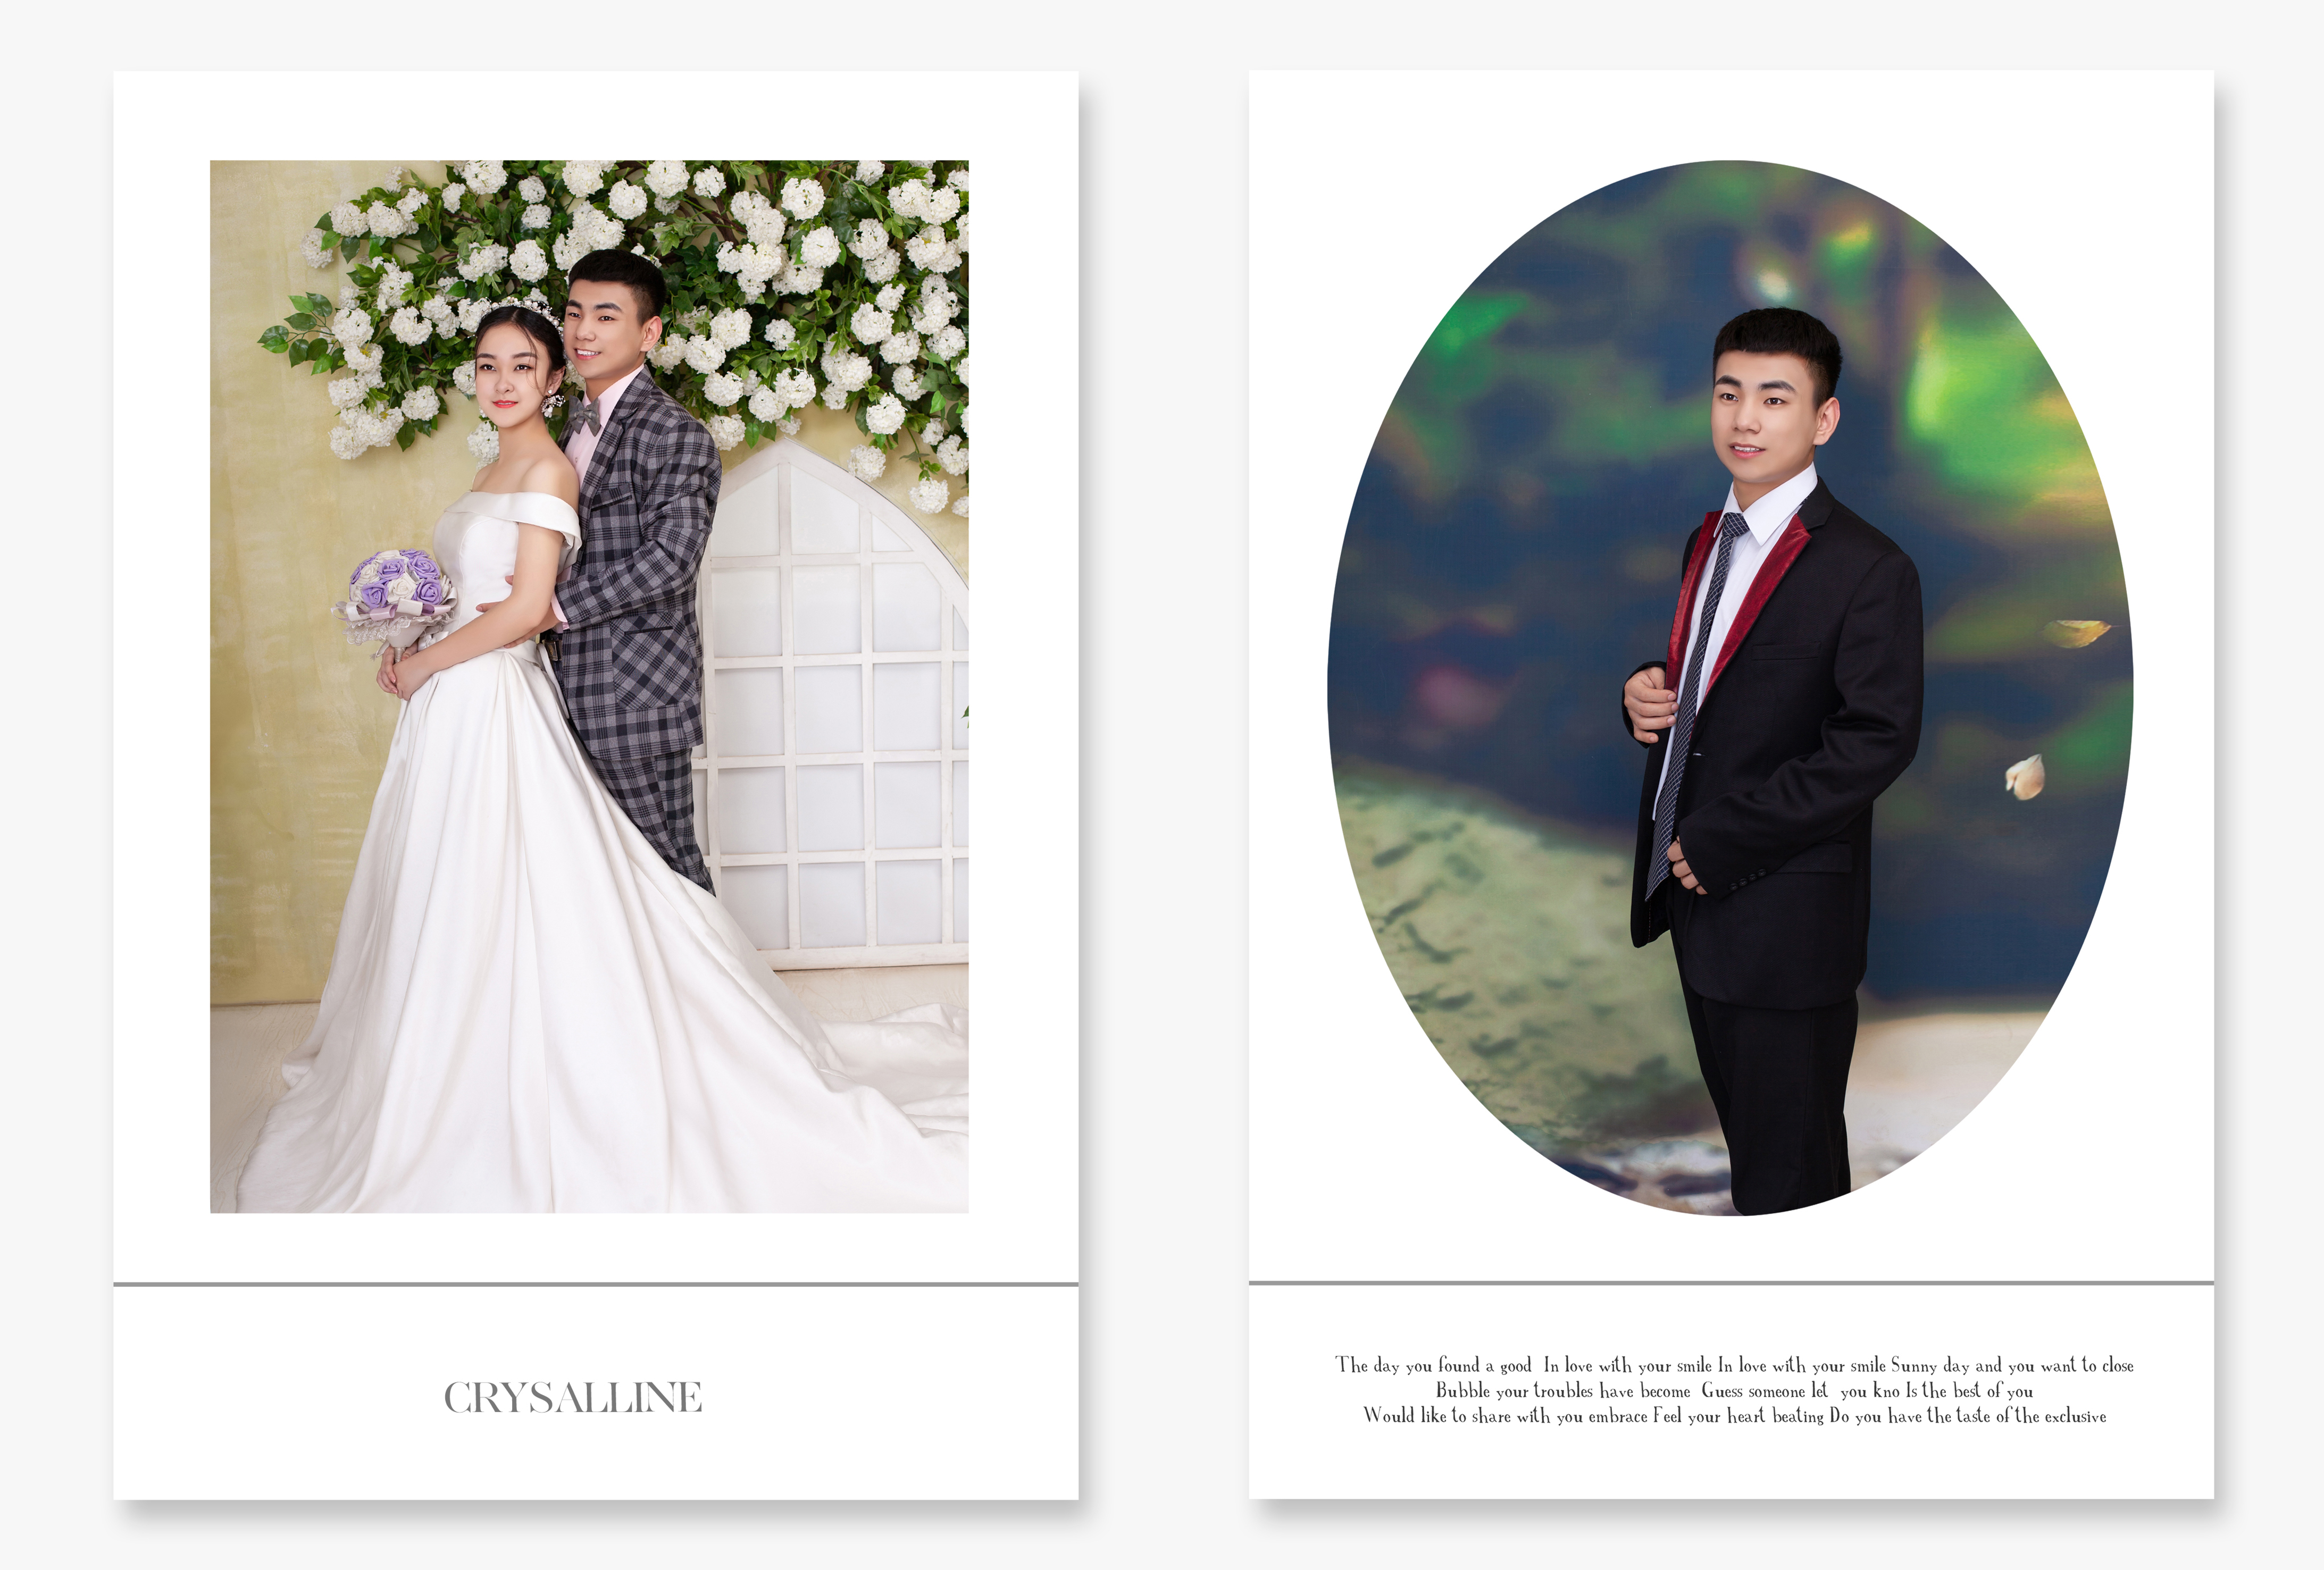 CRYSALLINE
The day you found a good In love with your smile In love with your smile Sunny day and you want to close
Bubble your troubles have become Guess someone let you kno Is the best of you
Would like to share with you embrace Feel your heart beating Do you have the taste of the exclusive